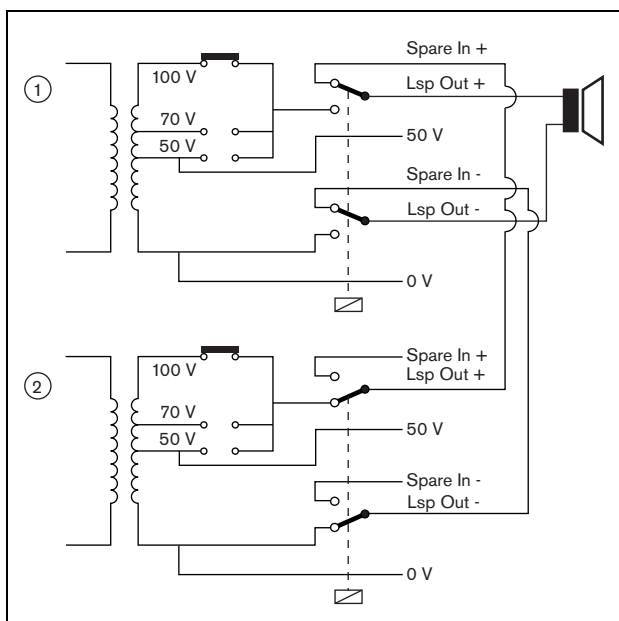 1
Spare In +
100 V
Lsp Out +
70 V
50 V
50 V
Spare In -
Lsp Out -
0 V
2
Spare In +
100 V
Lsp Out +
70 V
50 V
50 V
Spare In -
Lsp Out -
0 V